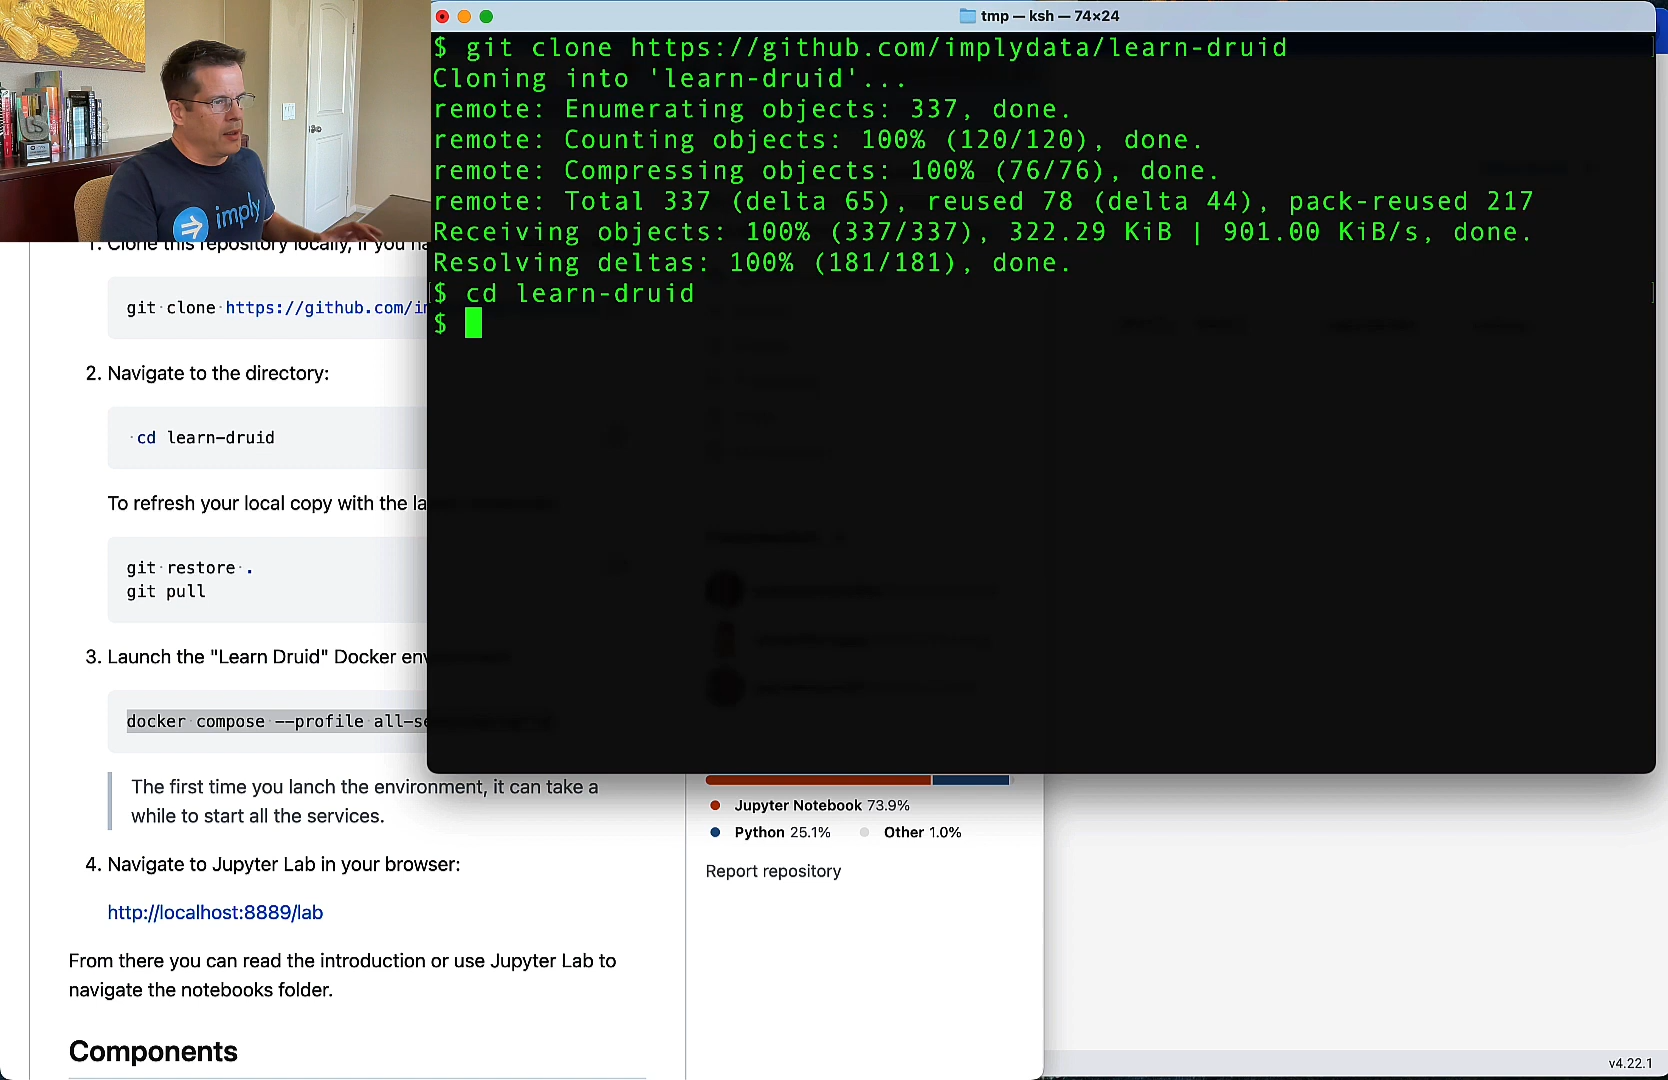 tmp — ksh — 74×24
$ git clone https://github.com/implydata/learn-druid
Cloning into 'learn-druid'...
remote: Enumerating objects: 337, done.
remote: Counting objects: 100% (120/120), done.
remote: Compressing objects: 100% (76/76), done.
remote: Total 337 (delta 65), reused 78 (delta 44), pack-reused 217
Receiving objects: 100% (337/337), 322.29 KiB | 901.00 KiB/s, done.
Resolving deltas: 100% (181/181), done.
$ cd learn-druid
$
imply
1. Clone this repository locally, if you
git clone https://github.com/
2. Navigate to the directory:
cd learn-druid
To refresh your local copy with the
git restore .
git pull
3. Launch the "Learn Druid" Docker
docker compose --profile
The first time you lanch the environment, it can take a
while to start all the services.
4. Navigate to Jupyter Lab in your browser:
http://localhost:8889/lab
From there you can read the introduction or use Jupyter Lab to
navigate the notebooks folder.
Components
Jupyter Notebook 73.9%
Python 25.1% Other 1.0%
Report repository
v4.22.1